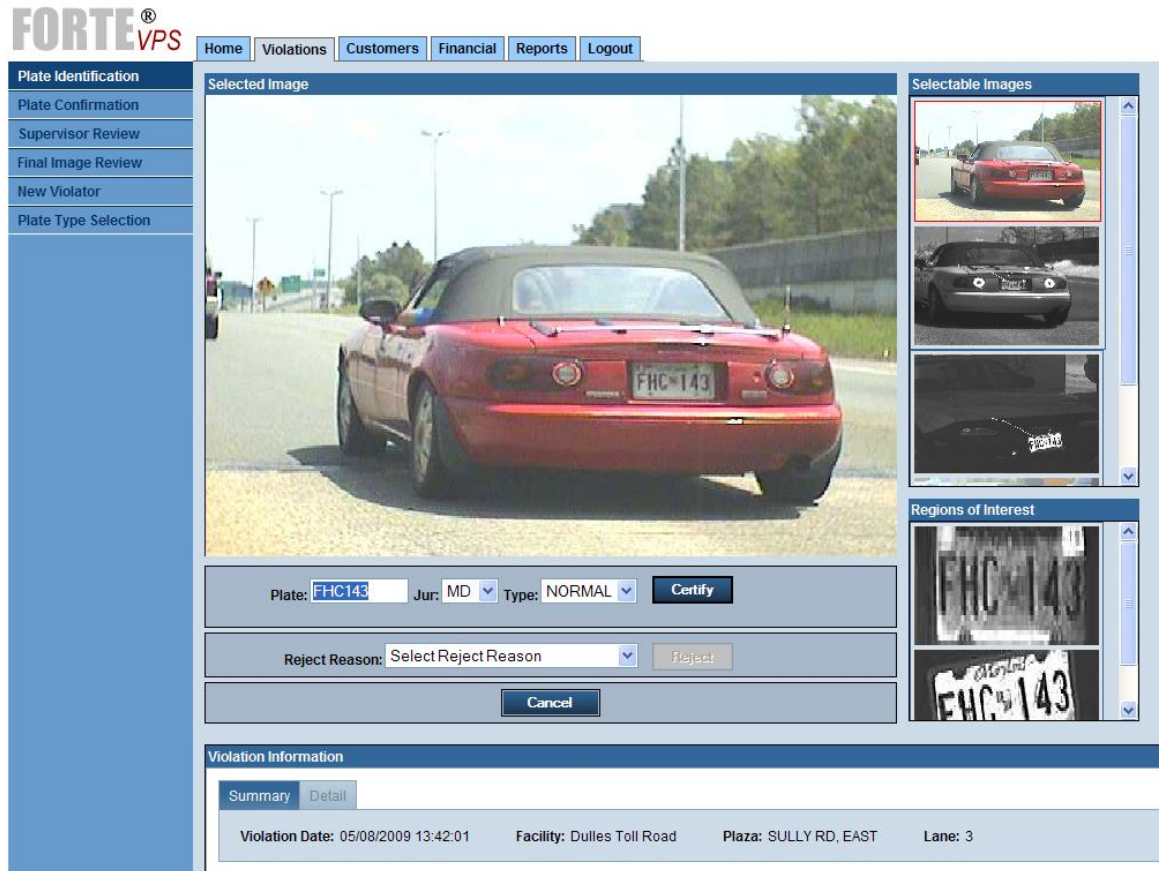 FORTE® VPS
Home Violations Customers Financial Reports Logout
Plate Identification
Plate Confirmation
Supervisor Review
Final Image Review
New Violator
Plate Type Selection
Selected Image
FHC 143
Plate: FHC143 Jur: MD Type: NORMAL Certify
Reject Reason: Select Reject Reason Reject
Cancel
Selectable Images
FHC 143
Regions of Interest
FHC 143
FHC 143
Violation Information
Summary Detail
Violation Date: 05/08/2009 13:42:01 Facility: Dulles Toll Road Plaza: SULLY RD, EAST Lane: 3